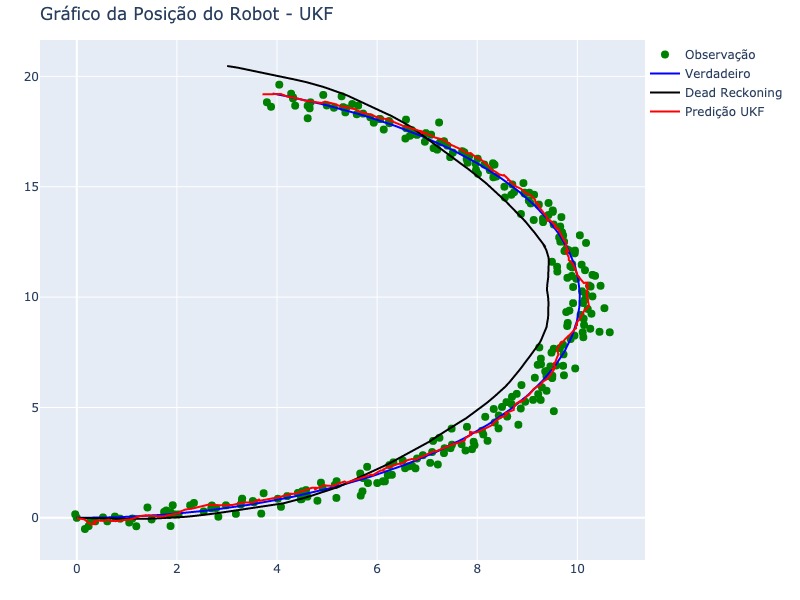 Gráfico da Posição do Robot - UKF
Observação
Verdadeiro
Dead Reckoning
Predição UKF
20
15
10
5
0
0 2 4 6 8 10